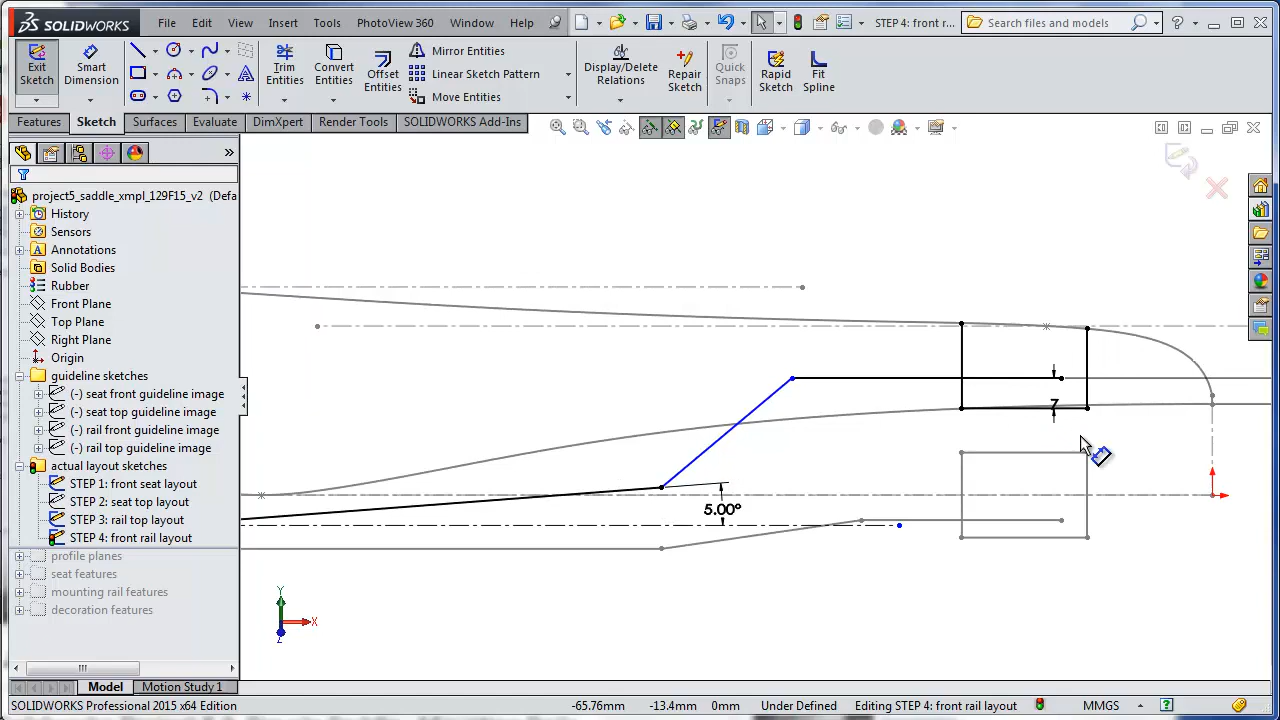 SOLIDWORKS File Edit View Insert Tools PhotoView 360 Window Help STEP 4: front r... Search files and models ?
Exit Sketch Smart Dimension Trim Entities Convert Entities Offset Entities Mirror Entities Linear Sketch Pattern Move Entities Display/Delete Relations Repair Sketch Quick Snaps Rapid Sketch Fit Spline
Features Sketch Surfaces Evaluate DimXpert Render Tools SOLIDWORKS Add-Ins
»
project5_saddle_xmpl_129F15_v2 (Defa
History
Sensors
Annotations
Solid Bodies
Rubber
Front Plane
Top Plane
Right Plane
Origin
guideline sketches
(-) seat front guideline image
(-) seat top guideline image
(-) rail front guideline image
(-) rail top guideline image
actual layout sketches
STEP 1: front seat layout
STEP 2: seat top layout
STEP 3: rail top layout
STEP 4: front rail layout
profile planes
seat features
mounting rail features
decoration features
7
5.00°
Y
X
Z
Model Motion Study 1
SOLIDWORKS Professional 2015 x64 Edition -65.76mm -13.4mm 0mm Under Defined Editing STEP 4: front rail layout MMGS ?